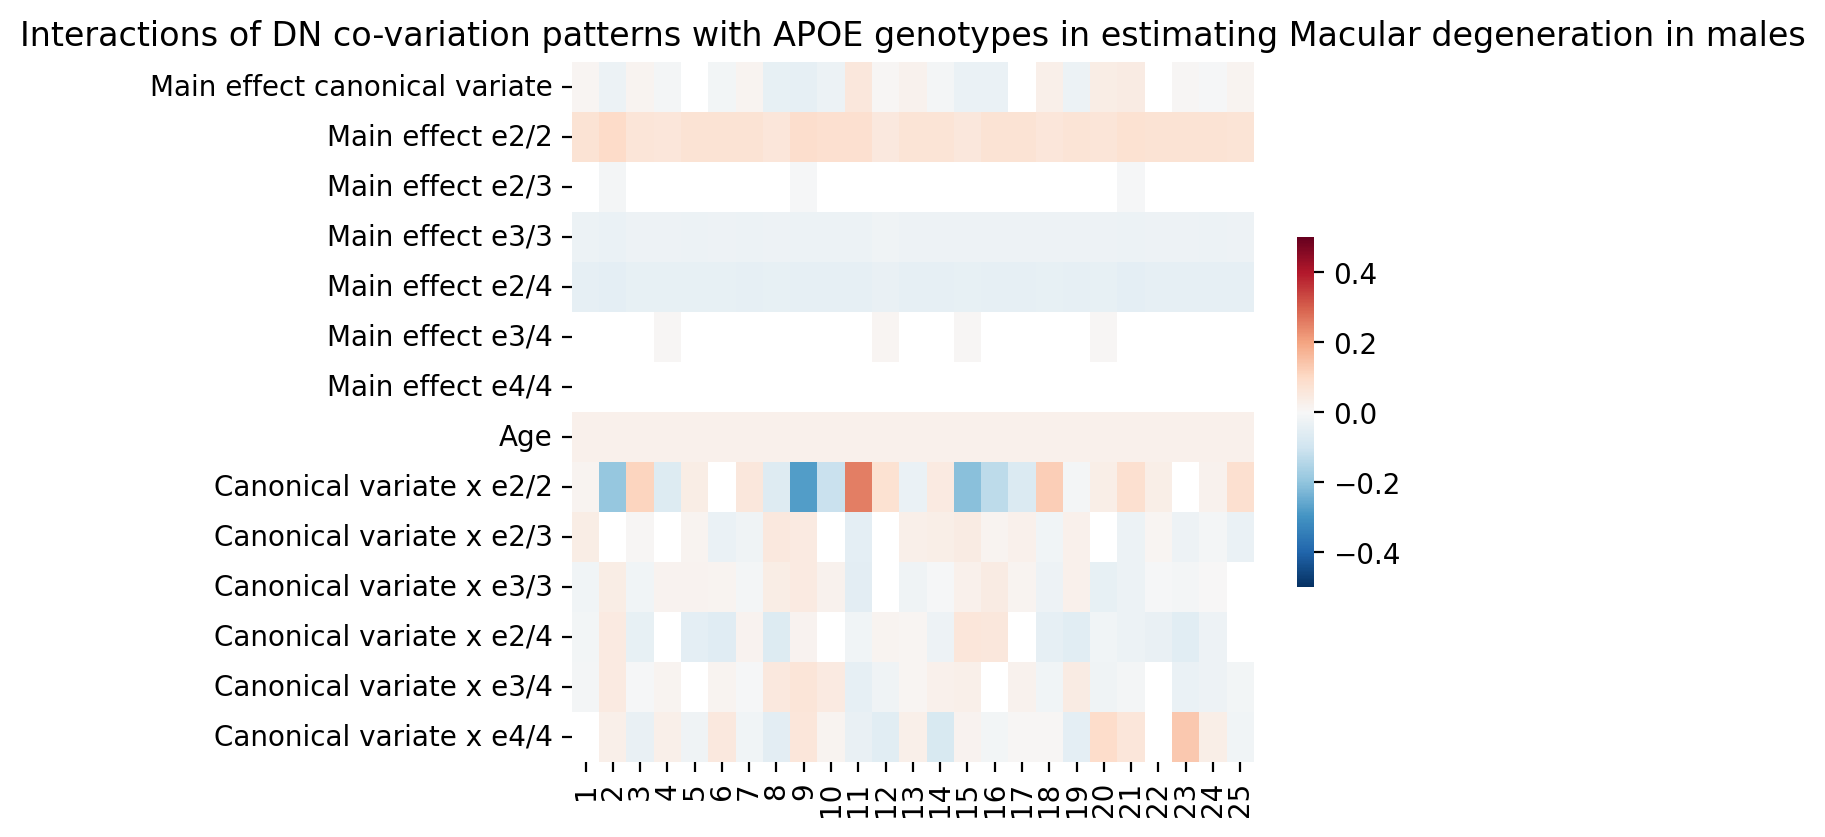 Interactions of DN co-variation patterns with APOE genotypes in estimating Macular degeneration in males
Main effect canonical variate
Main effect e2/2
Main effect e2/3
Main effect e3/3
Main effect e2/4
Main effect e3/4
Main effect e4/4
Age
Canonical variate x e2/2
Canonical variate x e2/3
Canonical variate x e3/3
Canonical variate x e2/4
Canonical variate x e3/4
Canonical variate x e4/4
1 2 3 4 5 6 7 8 9 10 11 12 13 14 15 16 17 18 19 20 21 22 23 24 25
0.4
0.2
0.0
−0.2
−0.4